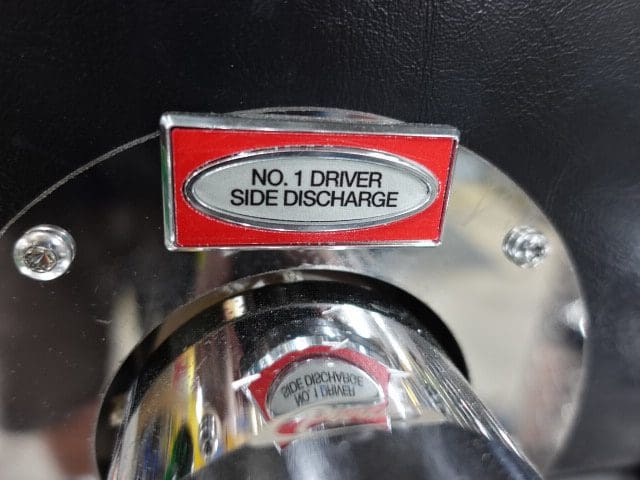 NO. 1 DRIVER
SIDE DISCHARGE